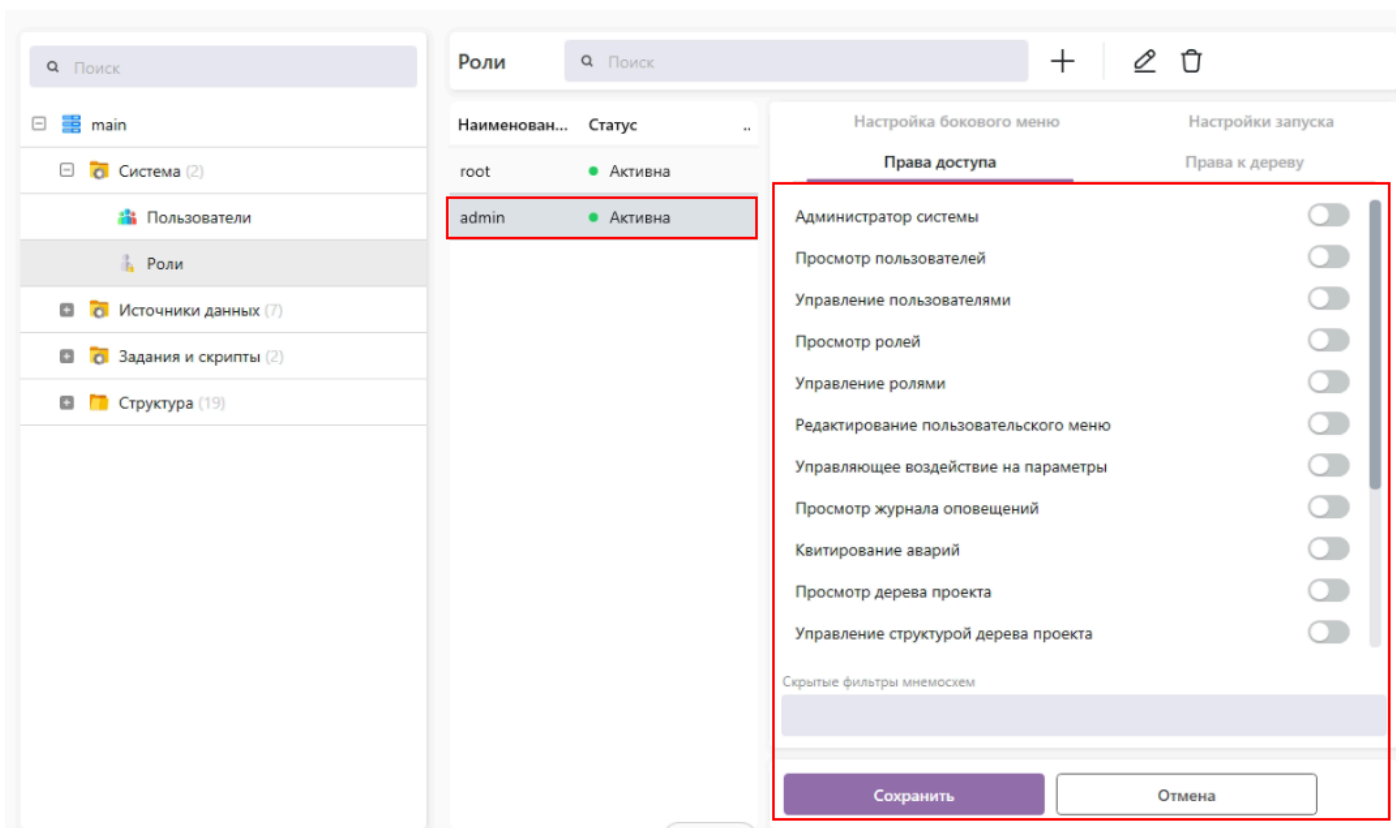 Поиск
main
Система (2)
Пользователи
Роли
Источники данных (7)
Задания и скрипты (2)
Структура (19)
Роли
Поиск
Наименован... Статус ..
root Активна
admin Активна
Настройка бокового меню Настройки запуска
Права доступа Права к дереву
Администратор системы
Просмотр пользователей
Управление пользователями
Просмотр ролей
Управление ролями
Редактирование пользовательского меню
Управляющее воздействие на параметры
Просмотр журнала оповещений
Квитирование аварий
Просмотр дерева проекта
Управление структурой дерева проекта
Скрытые фильтры мнемосхем
Сохранить Отмена